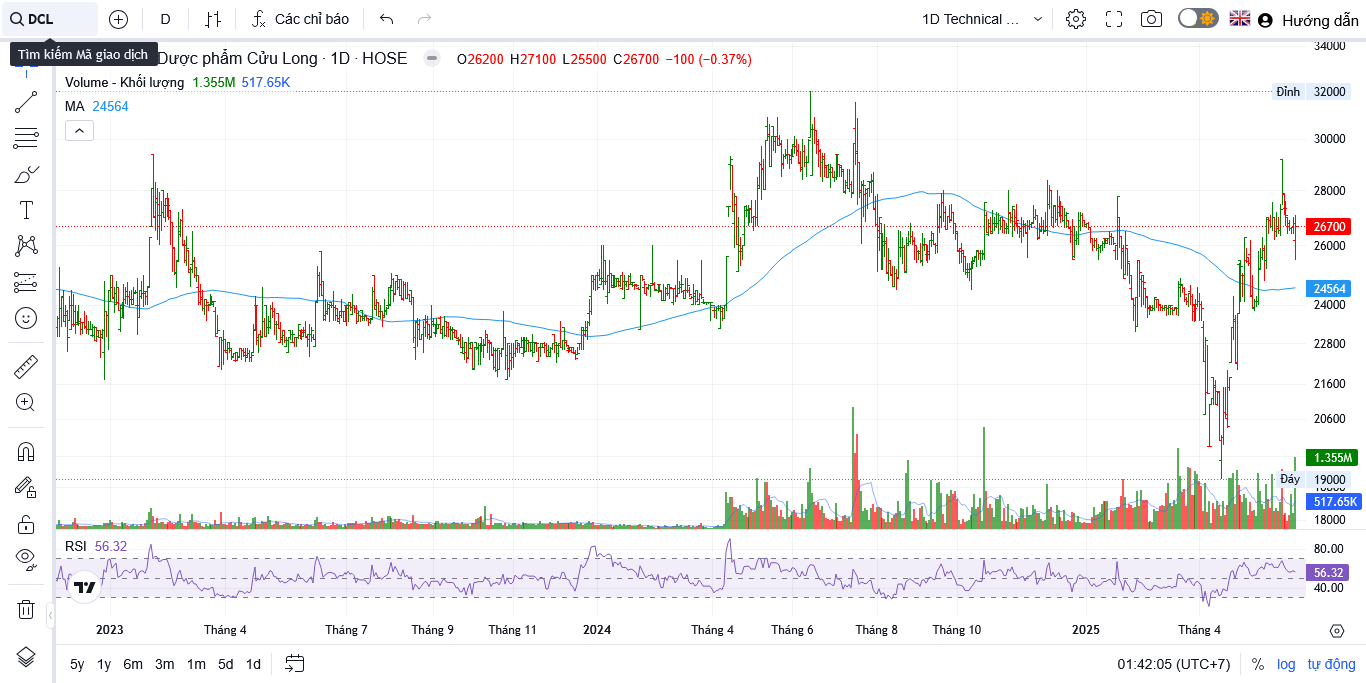 DCL
D
Các chỉ báo
1D Technical ...
Hướng dẫn
Tìm kiếm Mã giao dịch
Dược phẩm Cửu Long · 1D · HOSE
O26200 H27100 L25500 C26700 −100 (−0.37%)
Volume - Khối lượng 1.355M 517.65K
MA 24564
34000
Đỉnh 32000
30000
28000
26700
26000
24564
24000
22800
21600
20600
1.355M
Đáy 19000
517.65K
18000
RSI 56.32
80.00
56.32
40.00
2023 Tháng 4 Tháng 7 Tháng 9 Tháng 11 2024 Tháng 4 Tháng 6 Tháng 8 Tháng 10 2025 Tháng 4
5y 1y 6m 3m 1m 5d 1d
01:42:05 (UTC+7) % log tự động